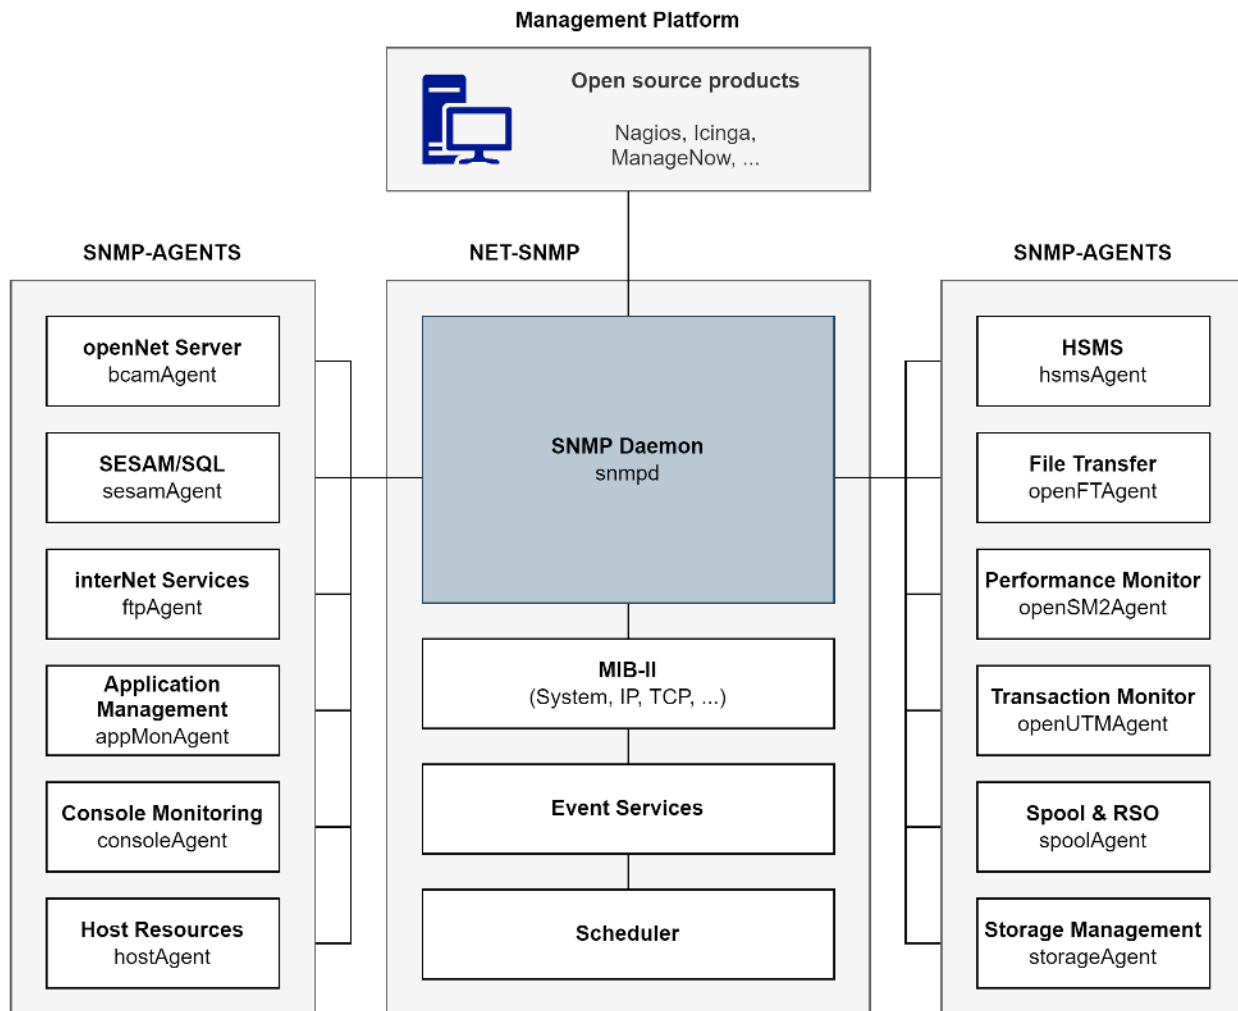 Management Platform
Open source products
Nagios, Icinga,
ManageNow, ...
SNMP-AGENTS
openNet Server
bcamAgent
SESAM/SQL
sesamAgent
interNet Services
ftpAgent
Application
Management
appMonAgent
Console Monitoring
consoleAgent
Host Resources
hostAgent
NET-SNMP
SNMP Daemon
snmpd
MIB-II
(System, IP, TCP, ...)
Event Services
Scheduler
SNMP-AGENTS
HSMS
hsmsAgent
File Transfer
openFTAgent
Performance Monitor
openSM2Agent
Transaction Monitor
openUTMAgent
Spool & RSO
spoolAgent
Storage Management
storageAgent